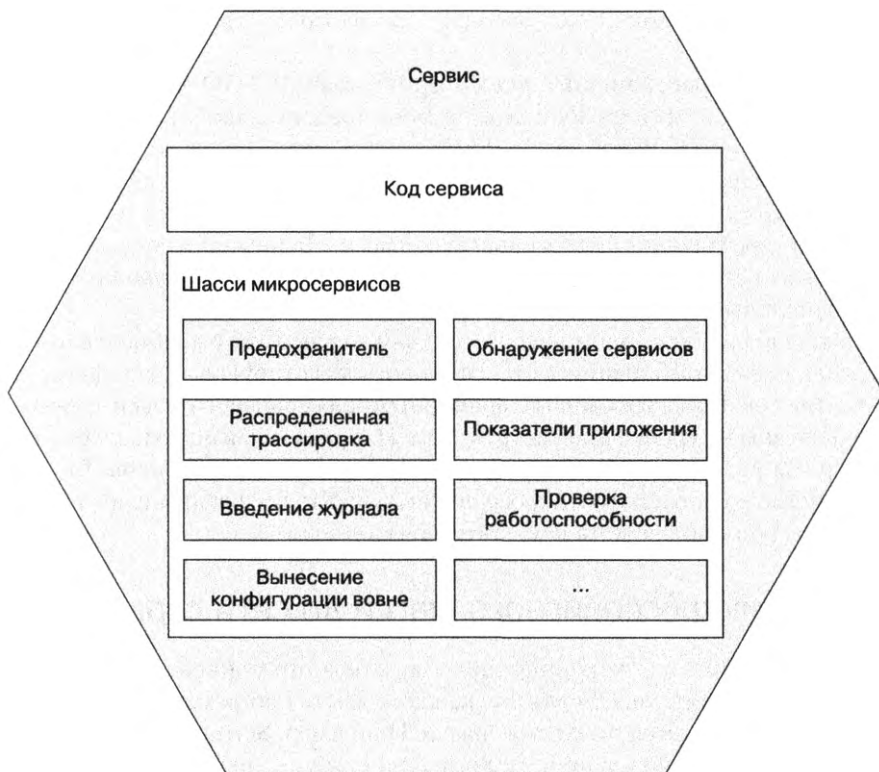 Сервис
Код сервиса
Шасси микросервисов
Предохранитель
Обнаружение сервисов
Распределенная
трассировка
Показатели приложения
Введение журнала
Проверка
работоспособности
Вынесение
конфигурации вовне
...